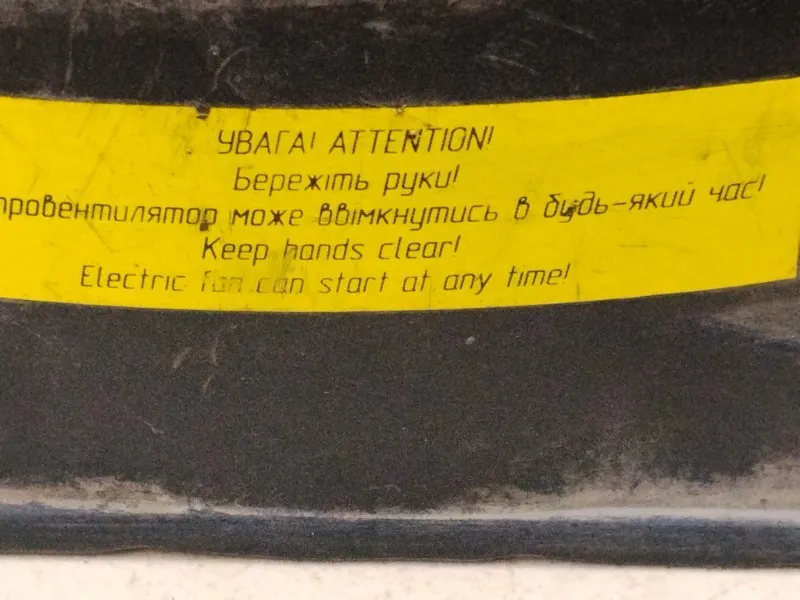 УВАГА! ATTENTION!
Бережіть руки!
може ввімкнутись в будь-який час!
Keep hands clear!
Electric fan can start at any time!